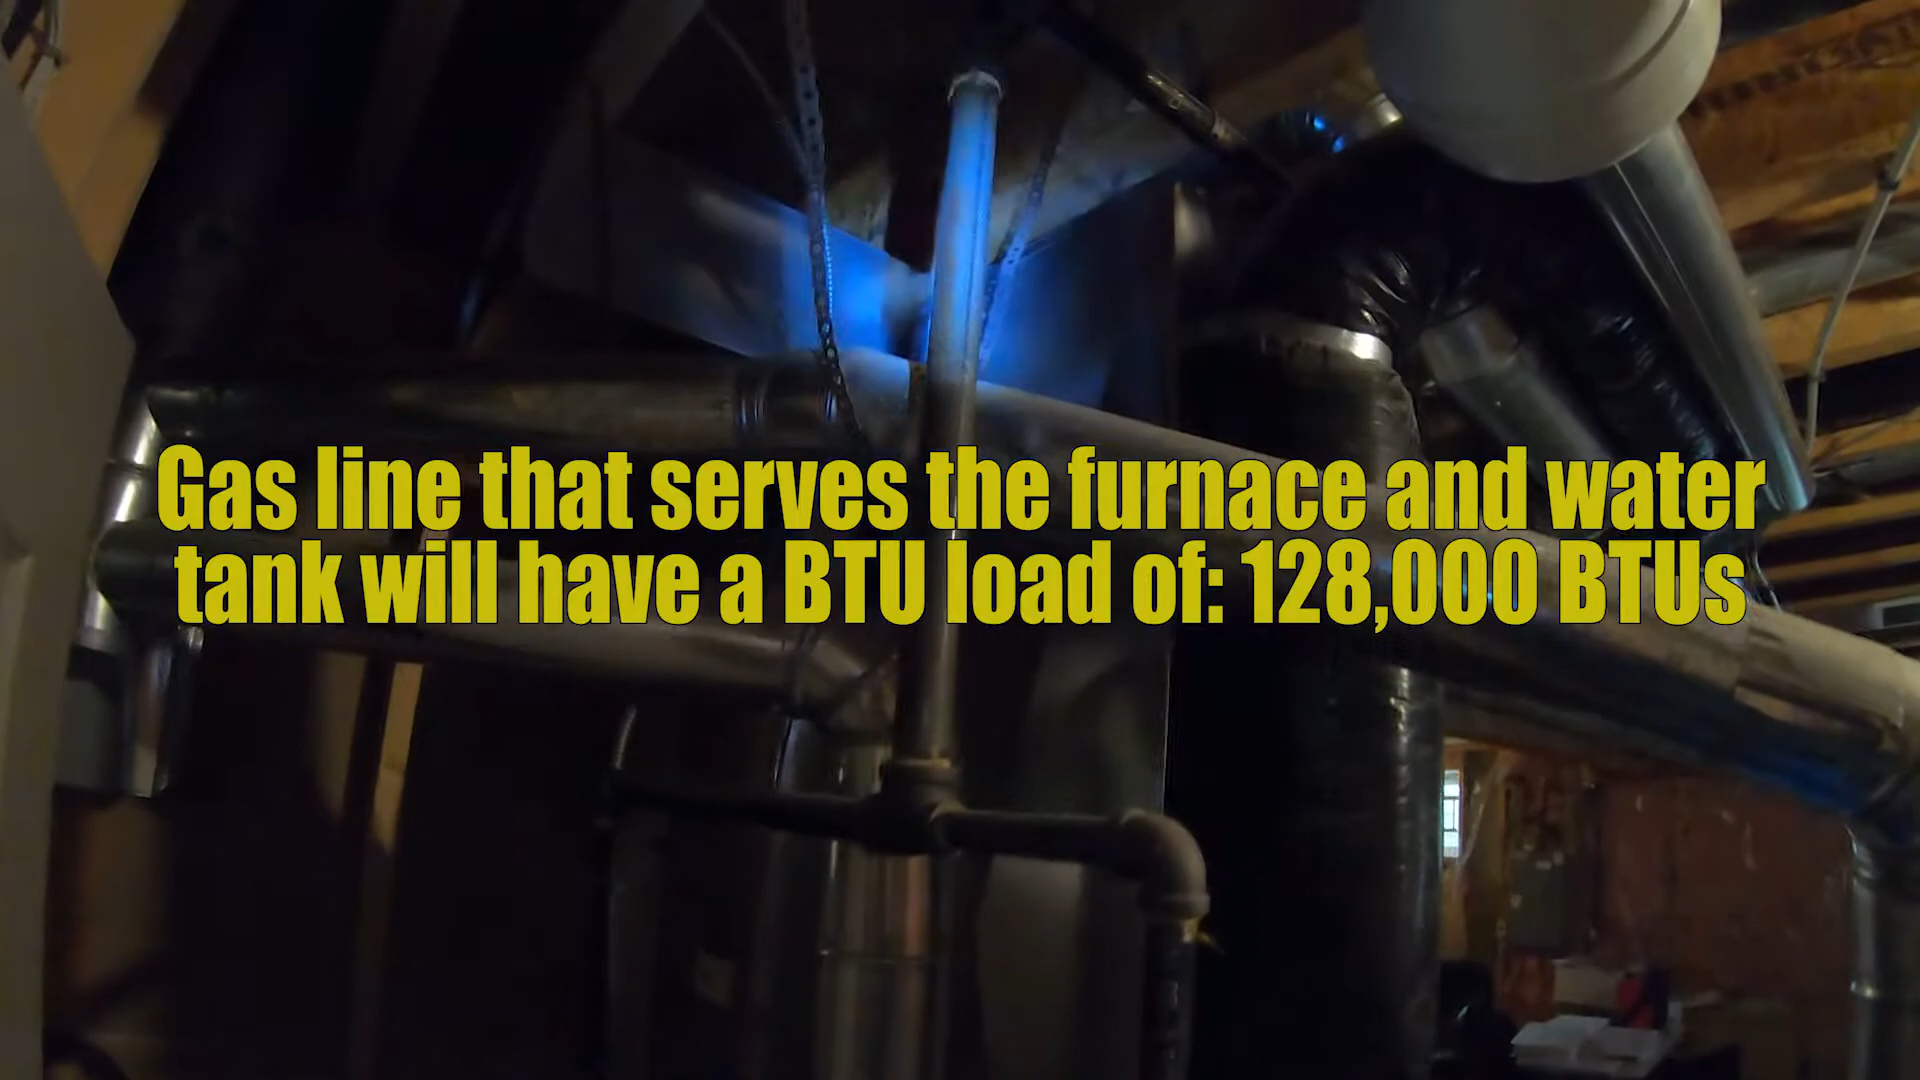 Gas line that serves the furnace and water
tank will have a BTU load of: 128,000 BTUs